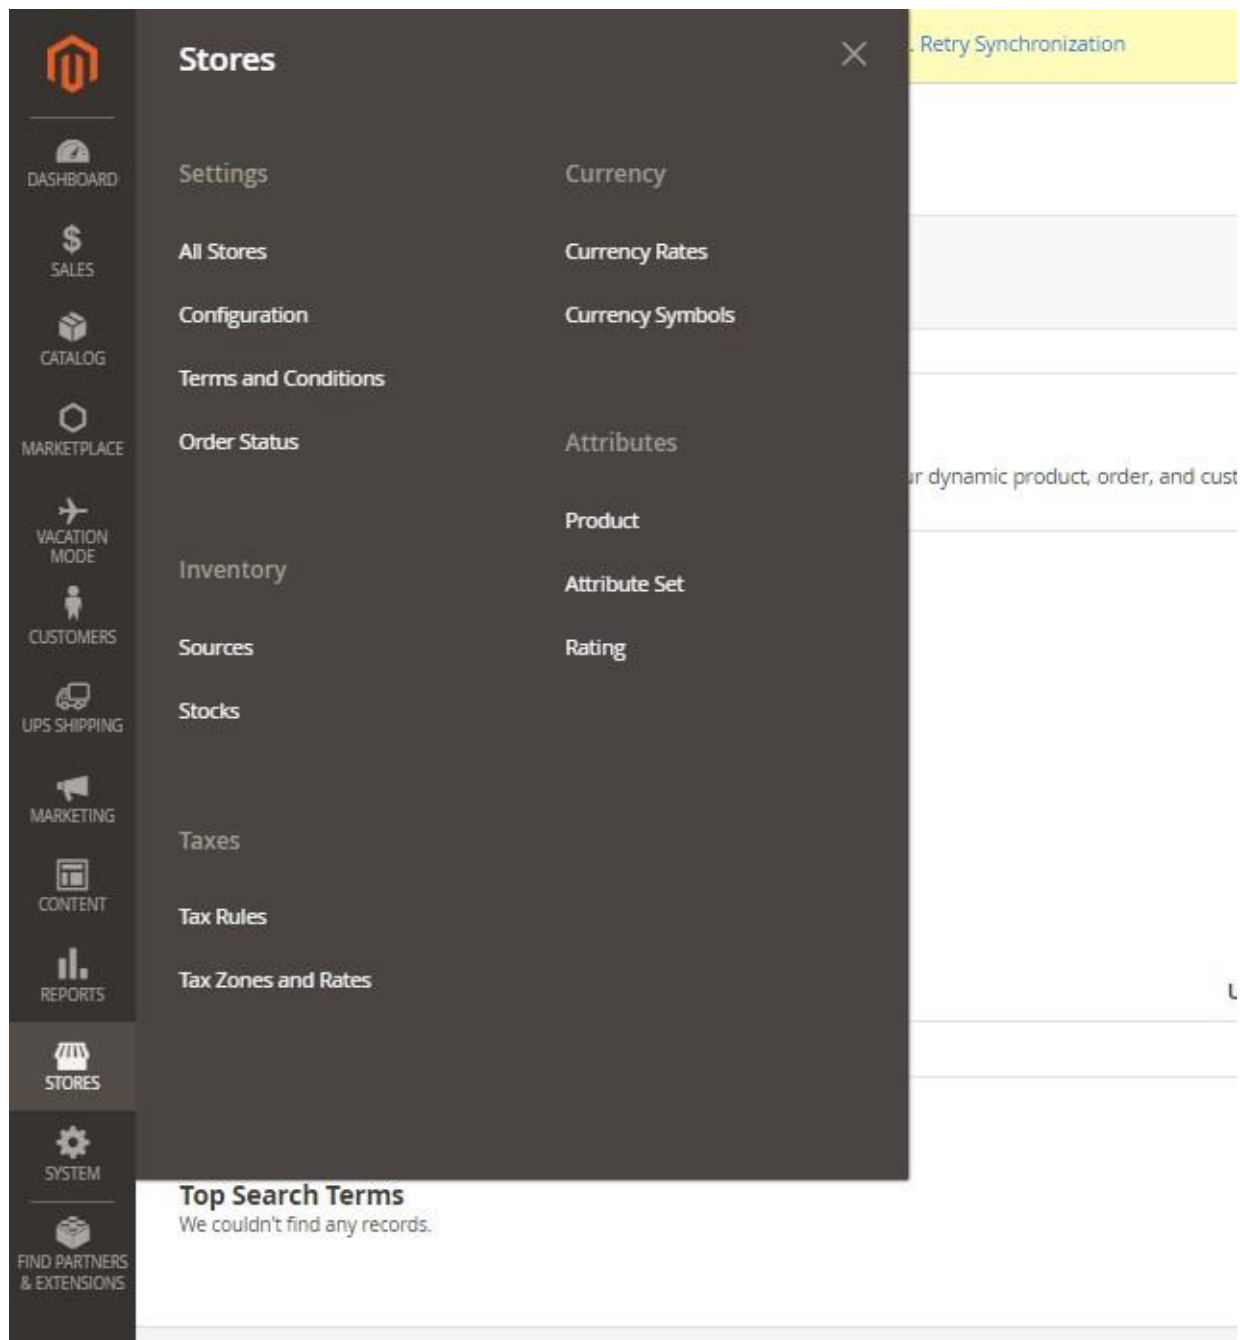 DASHBOARD
SALES
CATALOG
MARKETPLACE
VACATION
MODE
CUSTOMERS
UPS SHIPPING
MARKETING
CONTENT
REPORTS
STORES
SYSTEM
FIND PARTNERS
& EXTENSIONS
Stores
Settings
All Stores
Configuration
Terms and Conditions
Order Status
Inventory
Sources
Stocks
Taxes
Tax Rules
Tax Zones and Rates
Currency
Currency Rates
Currency Symbols
Attributes
Product
Attribute Set
Rating
. Retry Synchronization
dynamic product, order, and
Top Search Terms
We couldn't find any records.